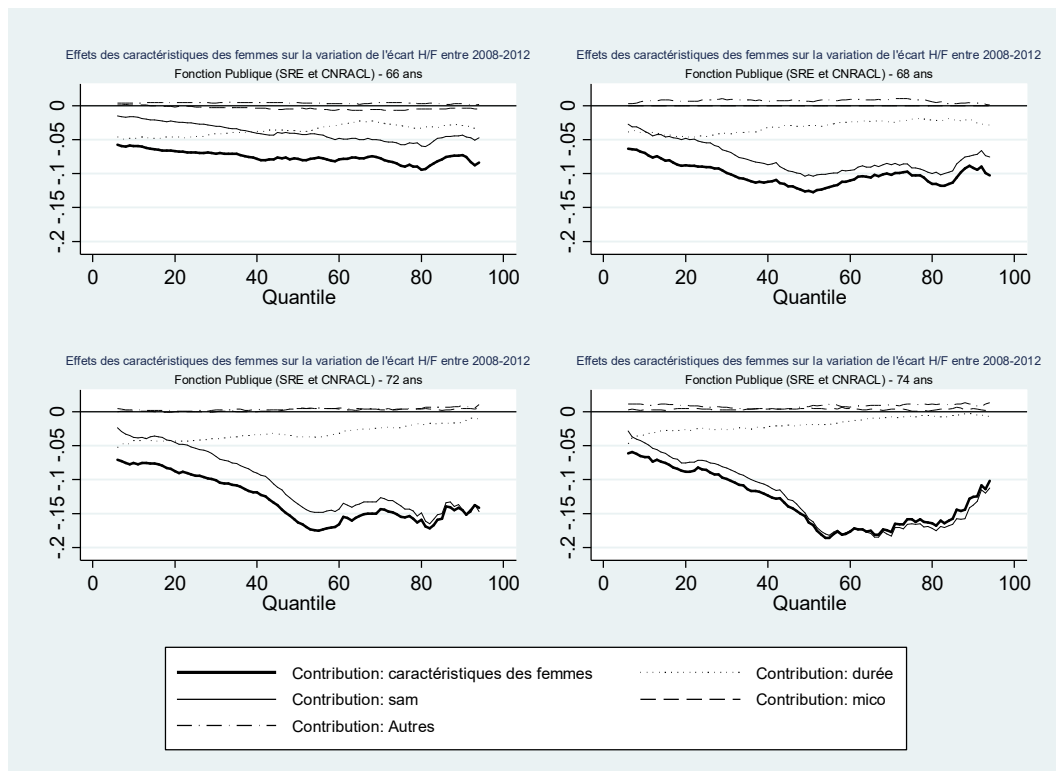 Effets des caractéristiques des femmes sur la variation de l'écart H/F entre 2008-2012
Fonction Publique (SRE et CNRACL) - 66 ans
0
-.05
-.1
-.15
-.2
0 20 40 60 80 100
Quantile
Effets des caractéristiques des femmes sur la variation de l'écart H/F entre 2008-2012
Fonction Publique (SRE et CNRACL) - 68 ans
0
-.05
-.1
-.15
-.2
0 20 40 60 80 100
Quantile
Effets des caractéristiques des femmes sur la variation de l'écart H/F entre 2008-2012
Fonction Publique (SRE et CNRACL) - 72 ans
0
-.05
-.1
-.15
-.2
0 20 40 60 80 100
Quantile
Effets des caractéristiques des femmes sur la variation de l'écart H/F entre 2008-2012
Fonction Publique (SRE et CNRACL) - 74 ans
0
-.05
-.1
-.15
-.2
0 20 40 60 80 100
Quantile
Contribution: caractéristiques des femmes
Contribution: durée
Contribution: sam
Contribution: mico
Contribution: Autres